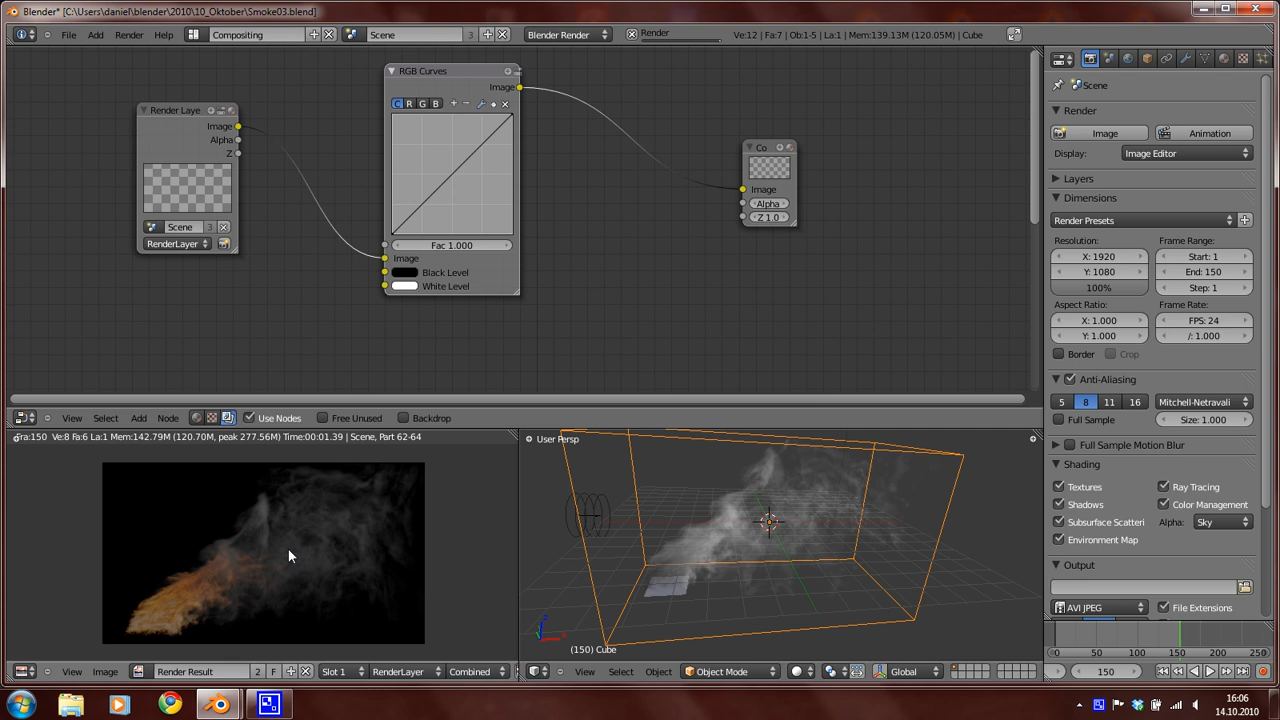 Blender* [C:\Users\daniel\blender\2010\10_Oktober\Smoke03.blend]
File Add Render Help Compositing Scene 3 Blender Render Render Ve:12 | Fa:7 | Ob:1-5 | La:1 | Mem:139.13M (120.05M) | Cube
RGB Curves
Image
C R G B
Fac 1.000
Image
Black Level
White Level
Render Laye
Image
Alpha
Z
Scene 3
RenderLayer
Co
Image
Alpha
Z 1.0
View Select Add Node Use Nodes Free Unused Backdrop
Ve:8 Fa:6 La:1 Mem:142.79M (120.70M, peak 277.56M) Time:00:01.39 | Scene, Part 62-64
View Image Render Result 2 F Slot 1 RenderLayer Combined
User Persp
(150) Cube
View Select Object Object Mode Global
Scene
Render
Image Animation
Display: Image Editor
Layers
Dimensions
Render Presets
Resolution: Frame Range:
X: 1920 Start: 1
Y: 1080 End: 150
100% Step: 1
Aspect Ratio: Frame Rate:
X: 1.000 FPS: 24
Y: 1.000 /: 1.000
Border Crop
Anti-Aliasing
5 8 11 16 Mitchell-Netravali
Full Sample Size: 1.000
Full Sample Motion Blur
Shading
Textures Ray Tracing
Shadows Color Management
Subsurface Scatteri Alpha: Sky
Environment Map
Output
AVI JPEG File Extensions
0 50 100 150 200 250
150
16:06
14.10.2010